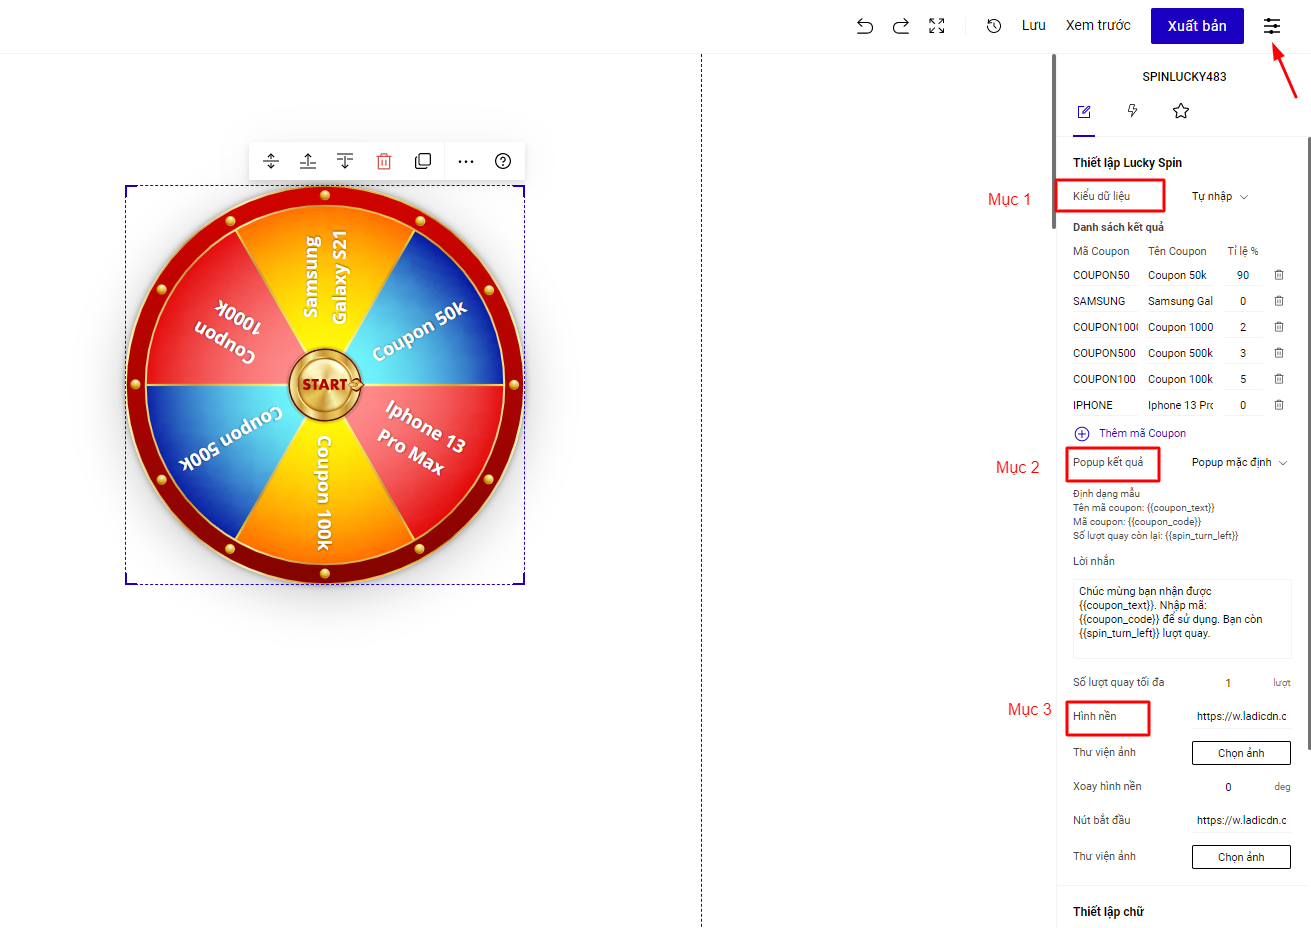 Lưu
Xem trước
Xuất bản
SPINLUCKY483
Thiết lập Lucky Spin
Mục 1
Kiểu dữ liệu
Tự nhập
Danh sách kết quả
Mã Coupon Tên Coupon Tỉ lệ %
COUPON50 Coupon 50k 90
SAMSUNG Samsung Gal 0
COUPON100( Coupon 1000 2
COUPON500 Coupon 500k 3
COUPON100 Coupon 100k 5
IPHONE Iphone 13 Pro 0
Thêm mã Coupon
Mục 2
Popup kết quả
Popup mặc định
Định dạng mẫu
Tên mã coupon: {{coupon_text}}
Mã coupon: {{coupon_code}}
Số lượt quay còn lại: {{spin_turn_left}}
Lời nhắn
Chúc mừng bạn nhận được
{{coupon_text}}. Nhập mã:
{{coupon_code}} để sử dụng. Bạn còn
{{spin_turn_left}} lượt quay.
Số lượt quay tối đa 1 lượt
Mục 3
Hình nền
https://w.ladicdn.c
Thư viện ảnh
Chọn ảnh
Xoay hình nền 0 deg
Nút bắt đầu
https://w.ladicdn.c
Thư viện ảnh
Chọn ảnh
Thiết lập chữ
Samsung
Galaxy S21
Coupon 50k
Iphone 13
Pro Max
Coupon 100k
Coupon 500k
Coupon
1000k
START